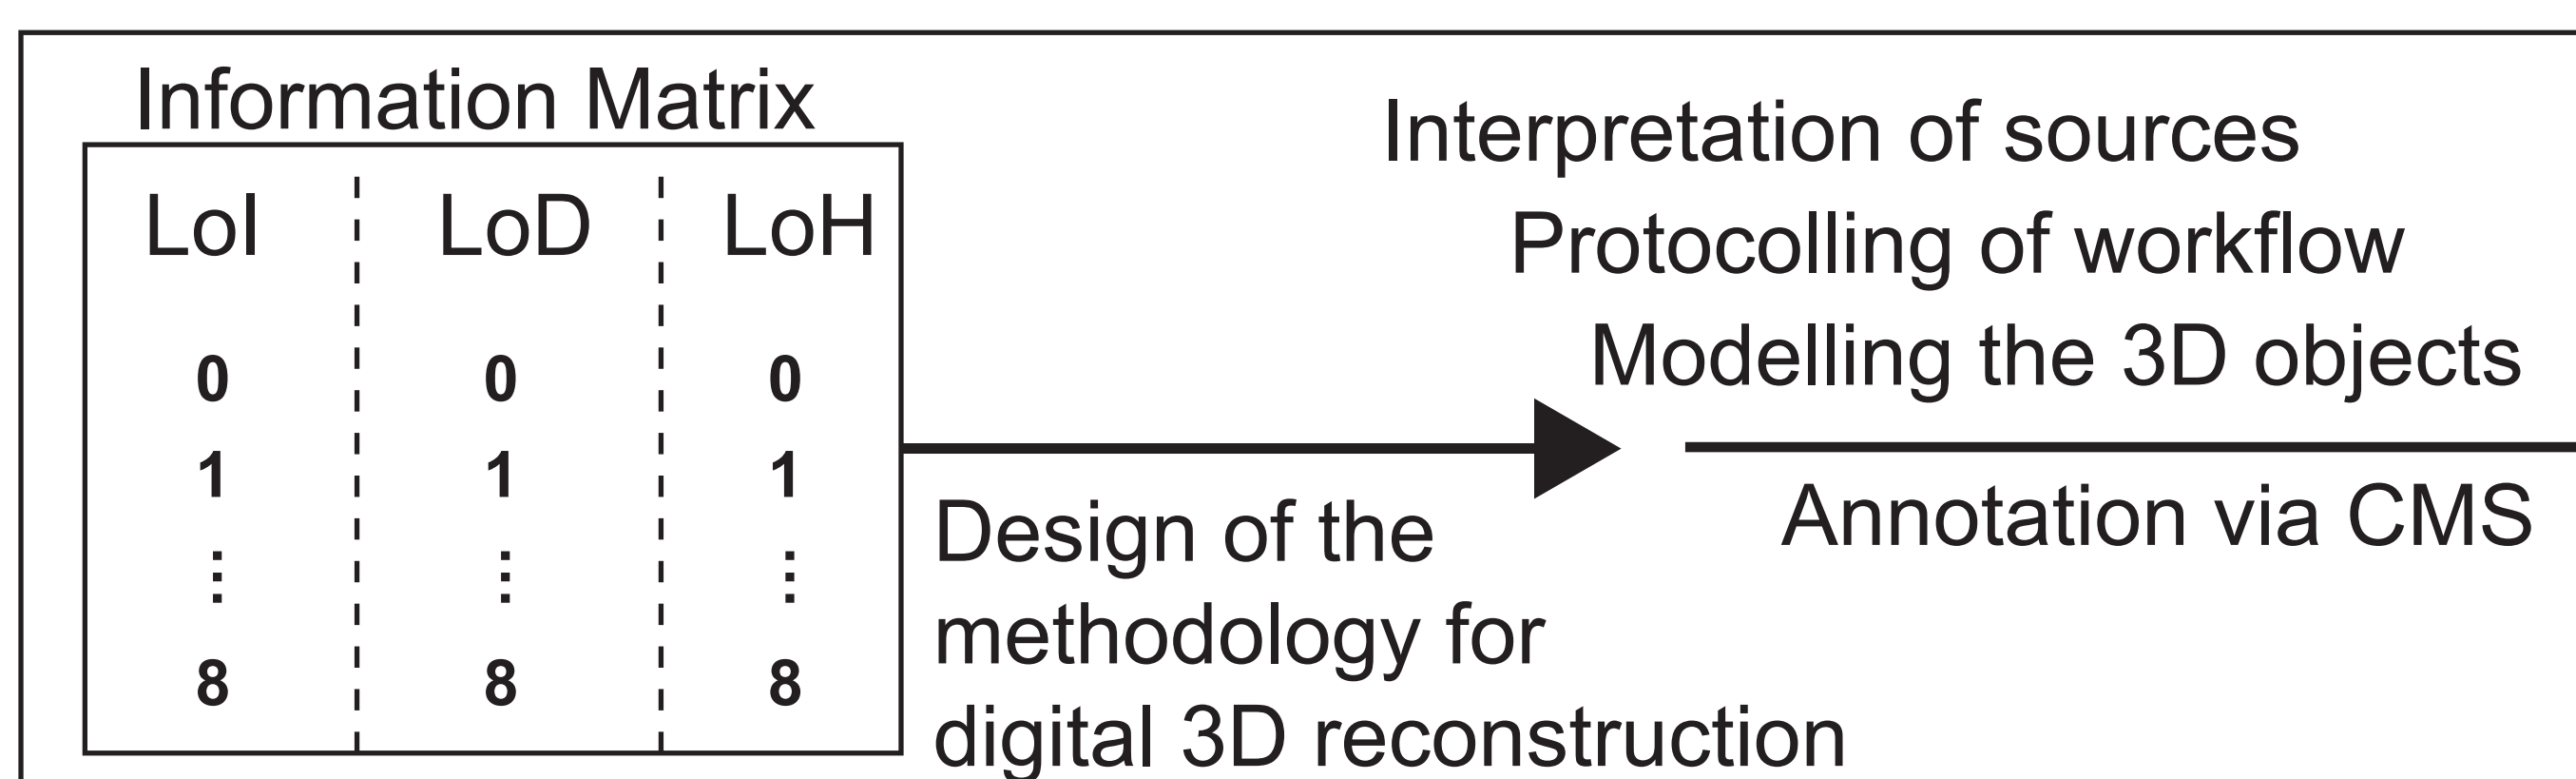 Information Matrix
LoI LoD LoH
0 0 0
1 1 1
⋮ ⋮ ⋮
8 8 8
Design of the
methodology for
digital 3D reconstruction
Interpretation of sources
Protocolling of workflow
Modelling the 3D objects
Annotation via CMS